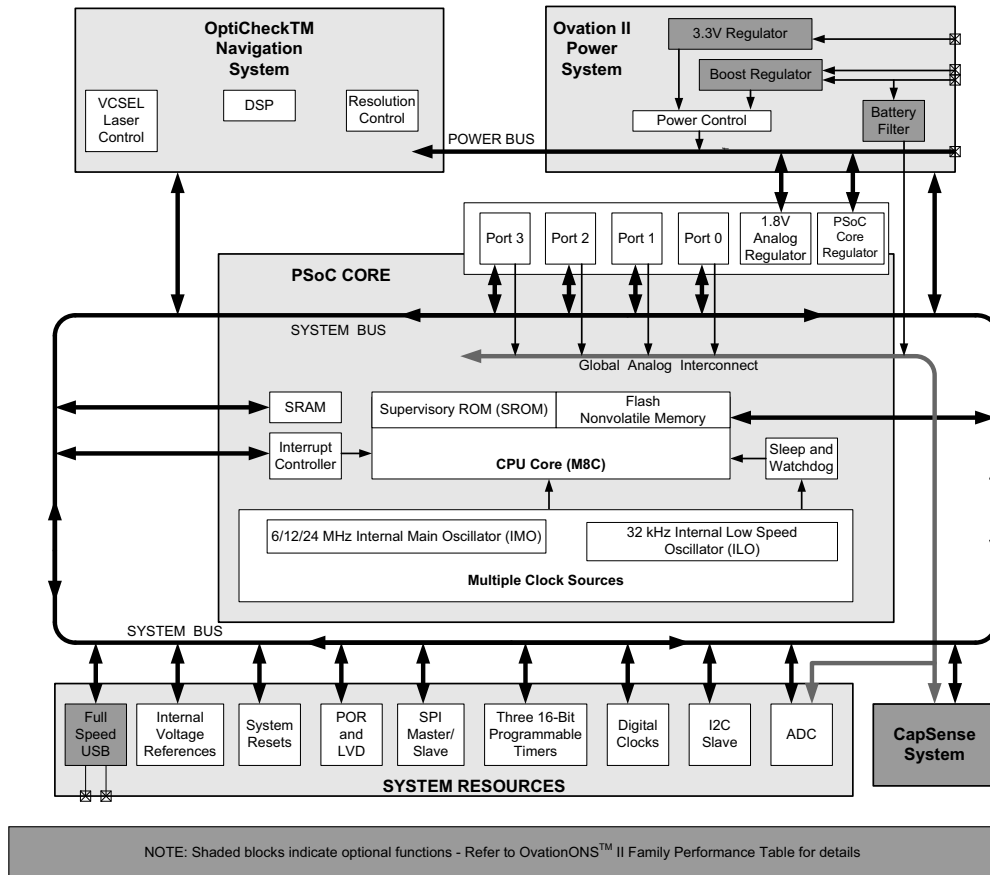 OptiCheckTM
Navigation
System
VCSEL
Laser
Control
DSP
Resolution
Control
Ovation II
Power
System
3.3V Regulator
Boost Regulator
Battery
Filter
Power Control
POWER BUS
Port 3
Port 2
Port 1
Port 0
1.8V
Analog
Regulator
PSoC
Core
Regulator
PSoC CORE
SYSTEM BUS
Global Analog Interconnect
SRAM
Supervisory ROM (SROM)
Flash
Nonvolatile Memory
Interrupt
Controller
CPU Core (M8C)
Sleep and
Watchdog
6/12/24 MHz Internal Main Oscillator (IMO)
32 kHz Internal Low Speed
Oscillator (ILO)
Multiple Clock Sources
SYSTEM BUS
Full
Speed
USB
Internal
Voltage
References
System
Resets
POR
and
LVD
SPI
Master/
Slave
Three 16-Bit
Programmable
Timers
Digital
Clocks
I2C
Slave
ADC
CapSense
System
SYSTEM RESOURCES
NOTE: Shaded blocks indicate optional functions - Refer to OvationONS™ II Family Performance Table for details